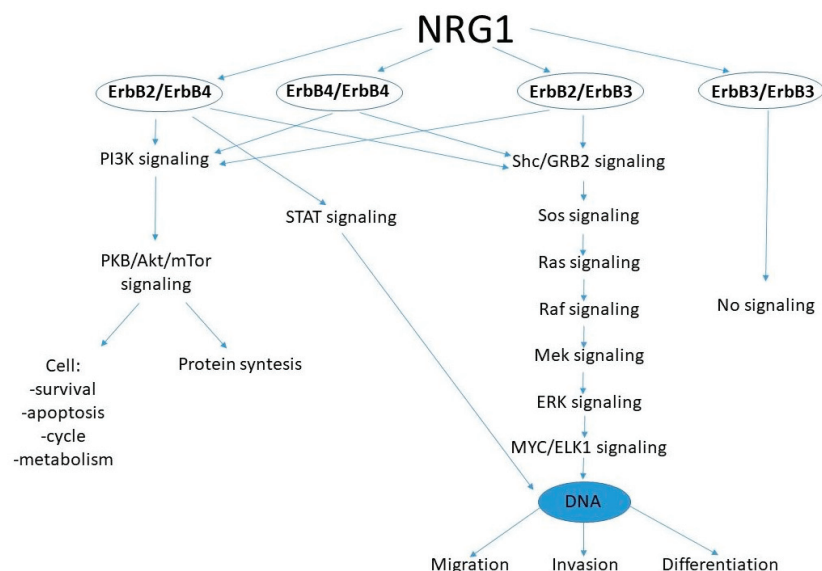 NRG1
ErbB2/ErbB4
ErbB4/ErbB4
ErbB2/ErbB3
ErbB3/ErbB3
PI3K signaling
Shc/GRB2 signaling
STAT signaling
Sos signaling
PKB/Akt/mTor
signaling
Ras signaling
Raf signaling
No signaling
Mek signaling
Cell:
-survival
-apoptosis
-cycle
-metabolism
Protein syntesis
ERK signaling
MYC/ELK1 signaling
DNA
Migration
Invasion
Differentiation